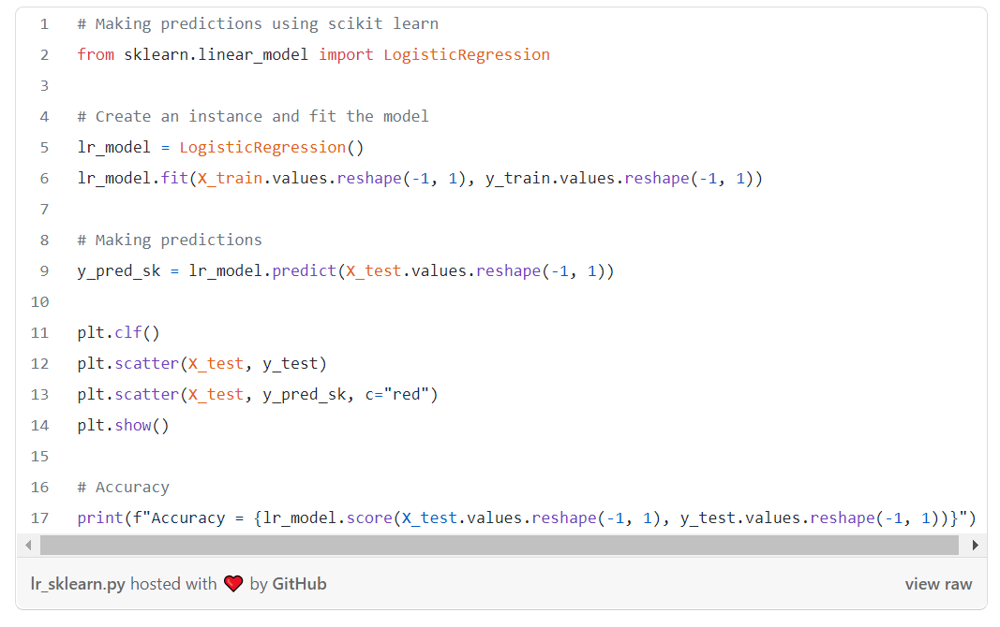 1 # Making predictions using scikit learn
2 from sklearn.linear_model import LogisticRegression
3
4 # Create an instance and fit the model
5 lr_model = LogisticRegression()
6 lr_model.fit(X_train.values.reshape(-1, 1), y_train.values.reshape(-1, 1))
7
8 # Making predictions
9 y_pred_sk = lr_model.predict(X_test.values.reshape(-1, 1))
10
11 plt.clf()
12 plt.scatter(X_test, y_test)
13 plt.scatter(X_test, y_pred_sk, c="red")
14 plt.show()
15
16 # Accuracy
17 print(f"Accuracy = {lr_model.score(X_test.values.reshape(-1, 1), y_test.values.reshape(-1, 1))}")
lr_sklearn.py hosted with ❤ by GitHub view raw